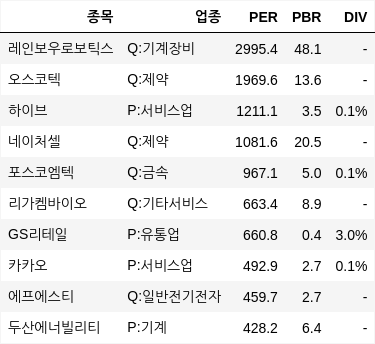 종목 업종 PER PBR DIV
레인보우로보틱스 Q:기계장비 2995.4 48.1 -
오스코텍 Q:제약 1969.6 13.6 -
하이브 P:서비스업 1211.1 3.5 0.1%
네이처셀 Q:제약 1081.6 20.5 -
포스코엠텍 Q:금속 967.1 5.0 0.1%
리가켐바이오 Q:기타서비스 663.4 8.9 -
GS리테일 P:유통업 660.8 0.4 3.0%
카카오 P:서비스업 492.9 2.7 0.1%
에프에스티 Q:일반전기전자 459.7 2.7 -
두산에너빌리티 P:기계 428.2 6.4 -